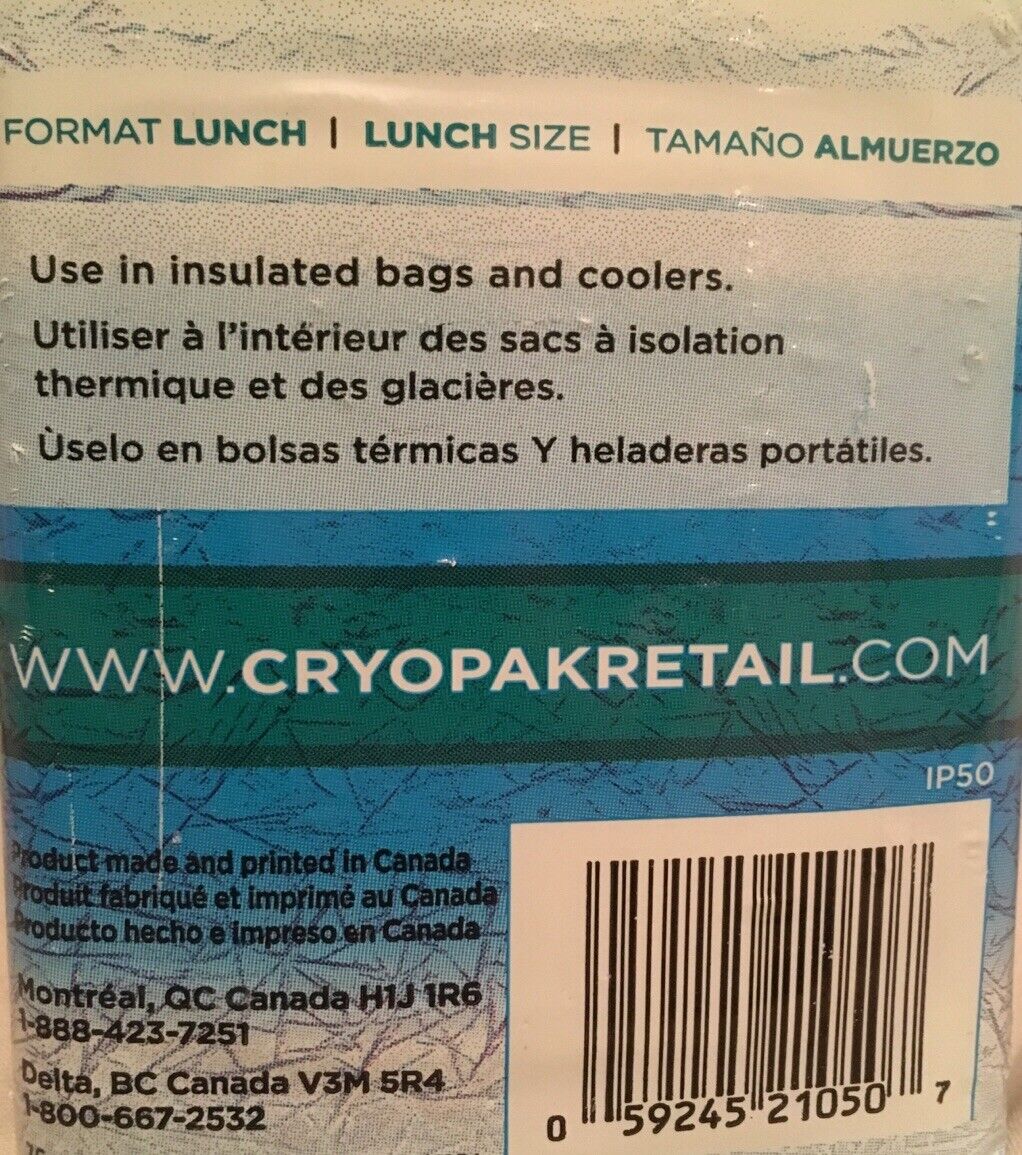 FORMAT LUNCH | LUNCH SIZE | TAMAÑO ALMUERZO
Use in insulated bags and coolers.
Utiliser à l'intérieur des sacs à isolation
thermique et des glacières.
Ùselo en bolsas térmicas Y heladeras portátiles.
WWW.CRYOPAKRETAIL.COM
IP50
Product made and printed in Canada
Produit fabriqué et imprimé au Canada
Producto hecho e impreso en Canada
Montréal, QC Canada H1J 1R6
1-888-423-7251
Delta, BC Canada V3M 5R4
1-800-667-2532
0 59245 21050 7